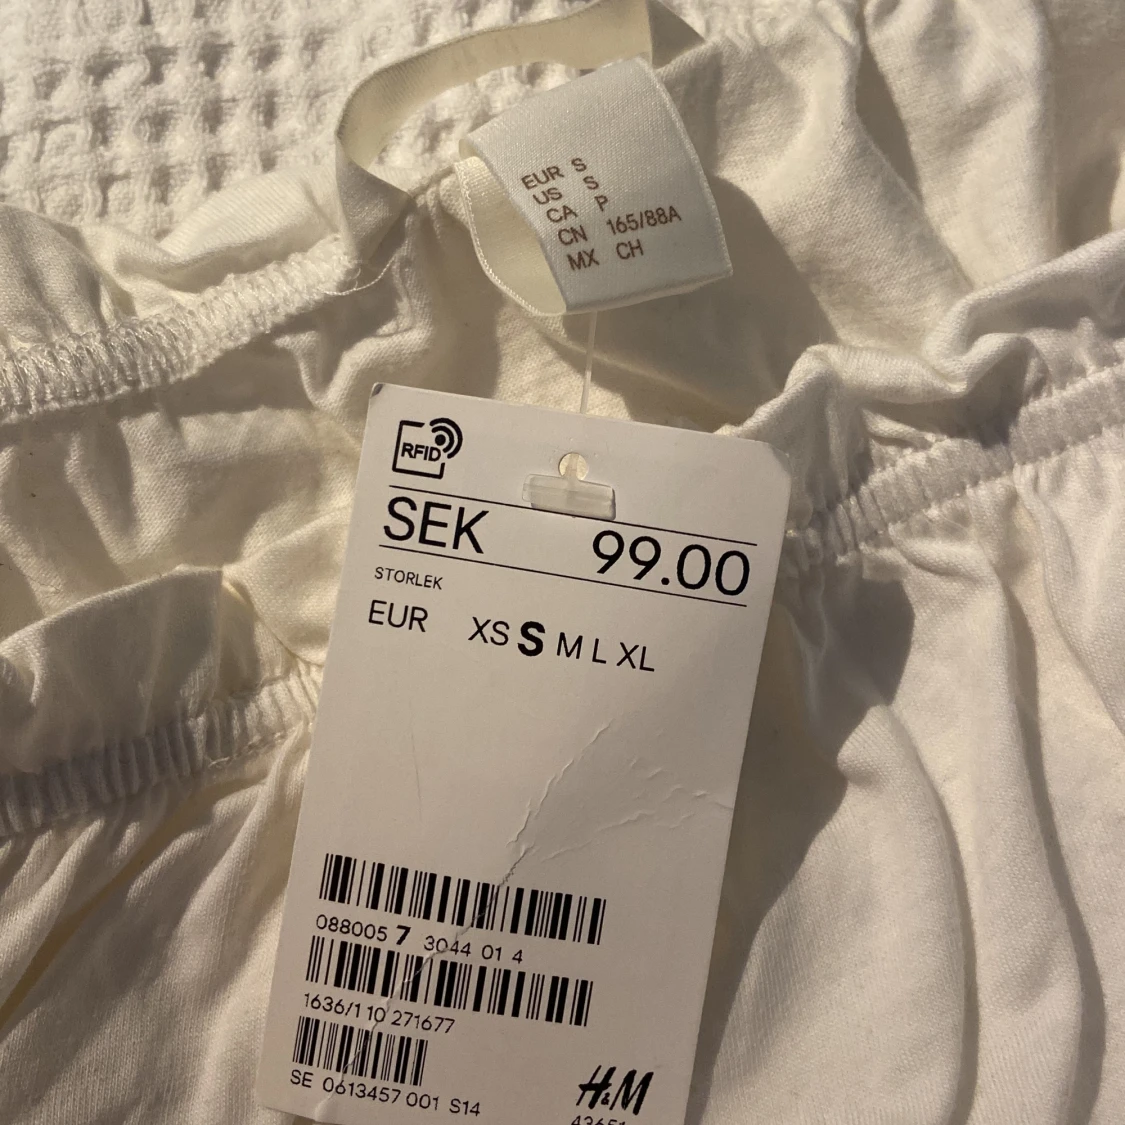 EUR S
US S
CA P
CN 165/88A
MX CH
RFID
SEK 99.00
STORLEK
EUR XS S M L XL
088005 7 3044 01 4
1636/1 10 271677
SE 0613457 001 S14
H&M